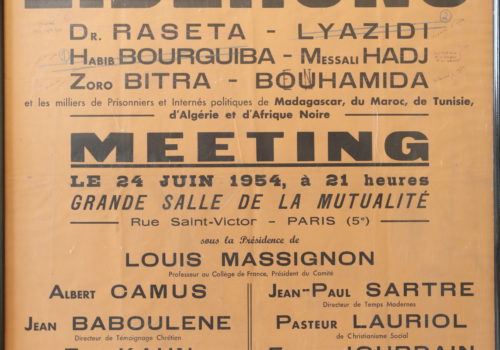 LIBÉRONS
DR. RASETA - LYAZIDI
HABIB BOURGUIBA - MESSALI HADJ
ZORO BITRA - BOUHAMIDA
EN
et les milliers de Prisonniers et Internés politiques de Madagascar, du Maroc, de Tunisie,
d'Algérie et d'Afrique Noire
MEETING
LE 24 JUIN 1954, à 21 heures
GRANDE SALLE DE LA MUTUALITÉ
Rue Saint-Victor - PARIS (5e)
sous la Présidence de
LOUIS MASSIGNON
Professeur au Collège de France, Président du Comité
ALBERT CAMUS
JEAN-PAUL SARTRE
Directeur de Temps Modernes
JEAN BABOULENE
Directeur de Témoignage Chrétien
PASTEUR LAURIOL
de Christianisme Social